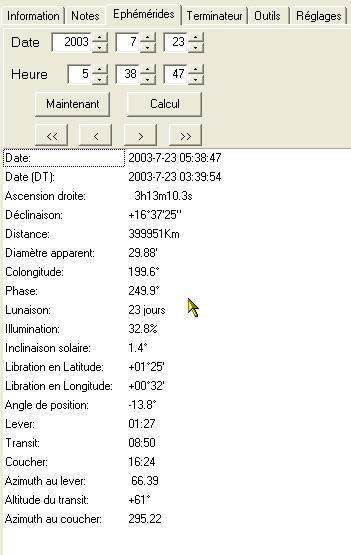 Information Notes Ephémérides Terminateur Outils Réglages
Date 2003 7 23
Heure 5 38 47
Maintenant Calcul
<< < > >>
Date: 2003-7-23 05:38:47
Date (DT): 2003-7-23 03:39:54
Ascension droite: 3h13m10.3s
Déclinaison: +16°37'25"
Distance: 399951Km
Diamètre apparent: 29.88'
Colongitude: 199.6°
Phase: 249.9°
Lunaison: 23 jours
Illumination: 32.8%
Inclinaison solaire: 1.4°
Libration en Latitude: +01°25'
Libration en Longitude: +00°32'
Angle de position: -13.8°
Lever: 01:27
Transit: 08:50
Coucher: 16:24
Azimuth au lever: 66.39
Altitude du transit: +61°
Azimuth au coucher: 295.22